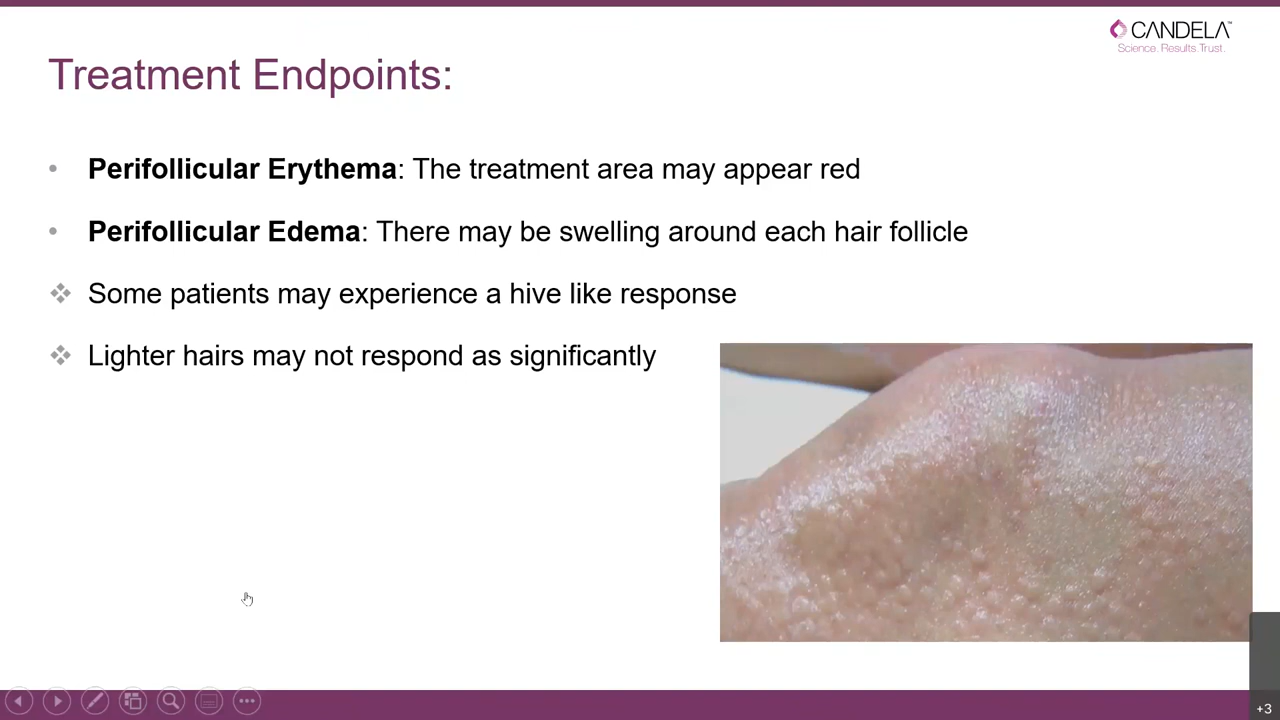 CANDELA™
Science. Results. Trust.
Treatment Endpoints:
• Perifollicular Erythema: The treatment area may appear red
• Perifollicular Edema: There may be swelling around each hair follicle
❖ Some patients may experience a hive like response
❖ Lighter hairs may not respond as significantly
+3